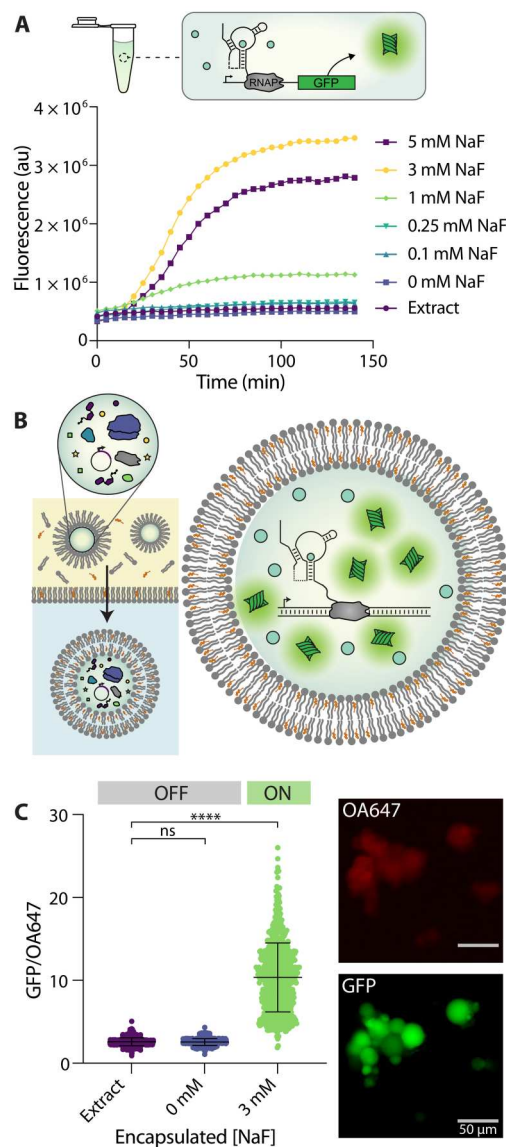 A
RNAP
GFP
4 × 10⁶
3 × 10⁶
2 × 10⁶
1 × 10⁶
0
Fluorescence (au)
0
50
100
150
Time (min)
5 mM NaF
3 mM NaF
1 mM NaF
0.25 mM NaF
0.1 mM NaF
0 mM NaF
Extract
B
C
OFF
ON
****
ns
30
20
10
0
GFP/OA647
Extract
0 mM
3 mM
Encapsulated [NaF]
OA647
GFP
50 µm